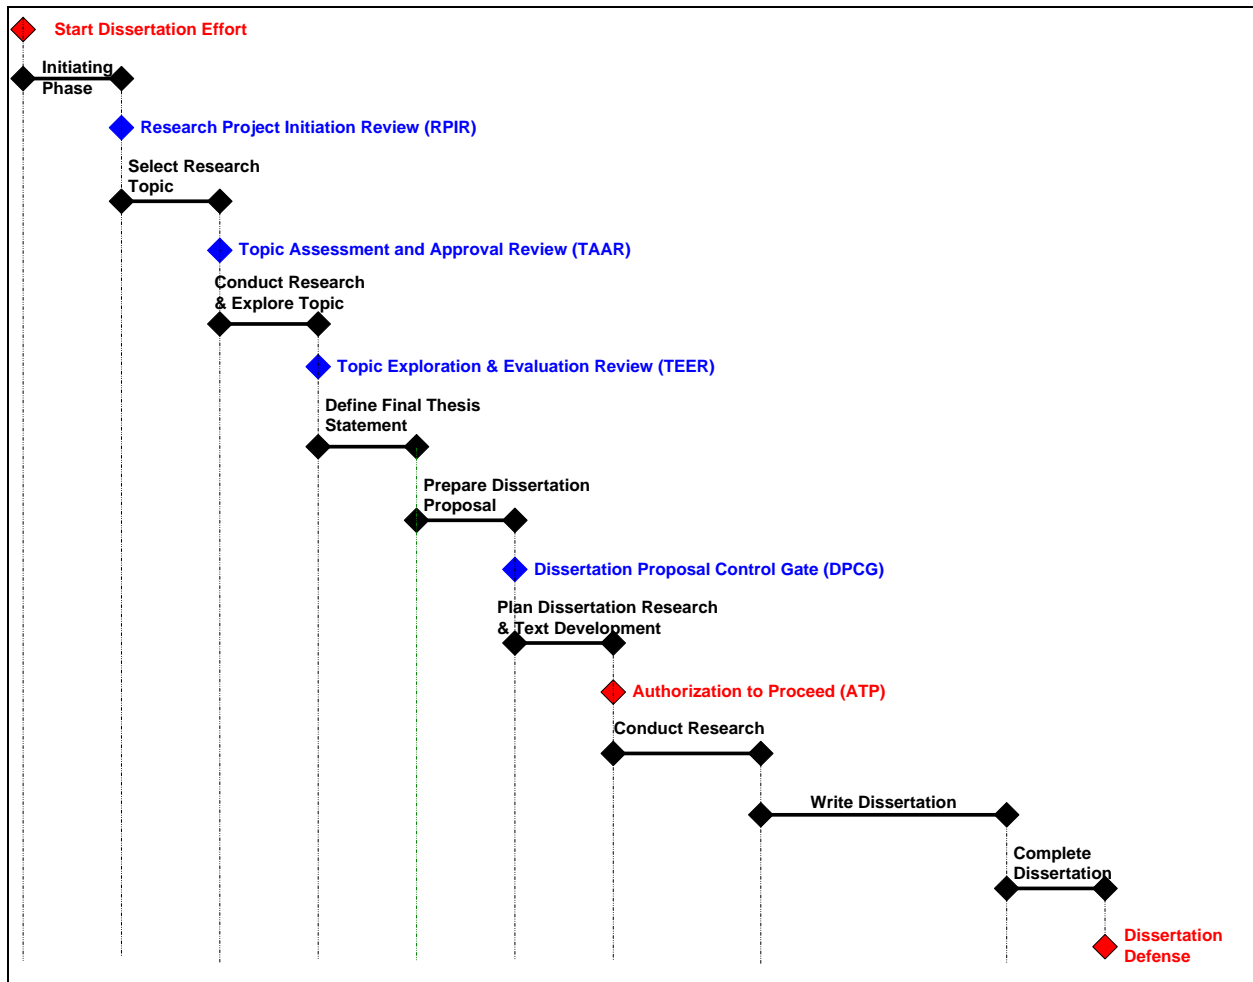 Start Dissertation Effort
Initiating
Phase
Research Project Initiation Review (RPIR)
Select Research
Topic
Topic Assessment and Approval Review (TAAR)
Conduct Research
& Explore Topic
Topic Exploration & Evaluation Review (TEER)
Define Final Thesis
Statement
Prepare Dissertation
Proposal
Dissertation Proposal Control Gate (DPCG)
Plan Dissertation Research
& Text Development
Authorization to Proceed (ATP)
Conduct Research
Write Dissertation
Complete
Dissertation
Dissertation
Defense